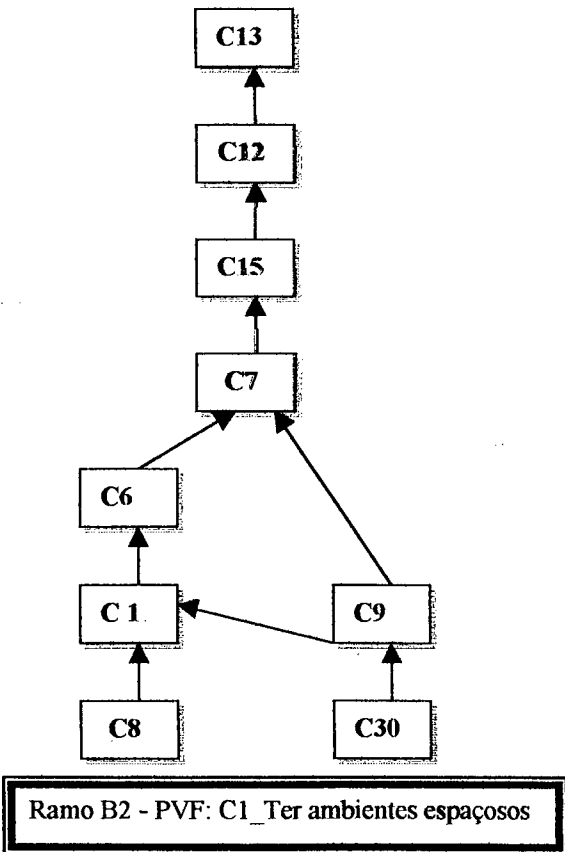 C13
C12
C15
C7
C6
C 1
C9
C8
C30
Ramo B2 - PVF: C1_Ter ambientes espaçosos